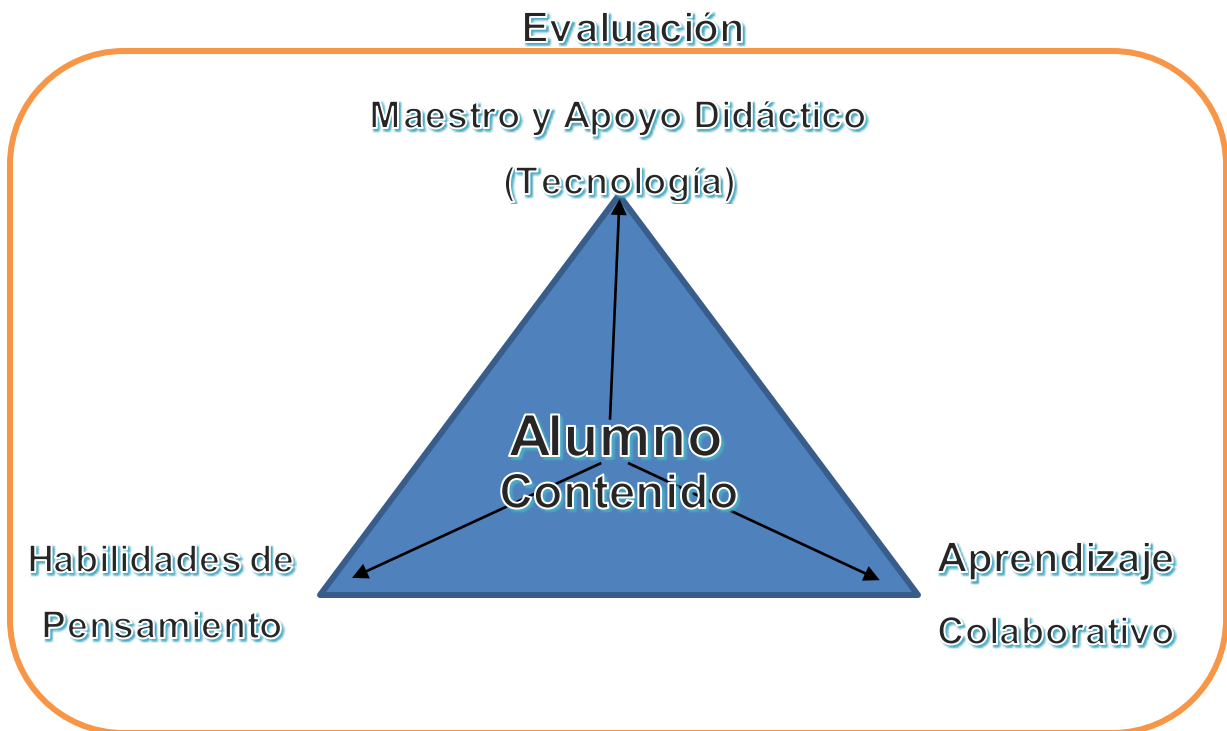 Evaluación
Maestro y Apoyo Didáctico
(Tecnología)
Alumno
Contenido
Habilidades de
Pensamiento
Aprendizaje
Colaborativo